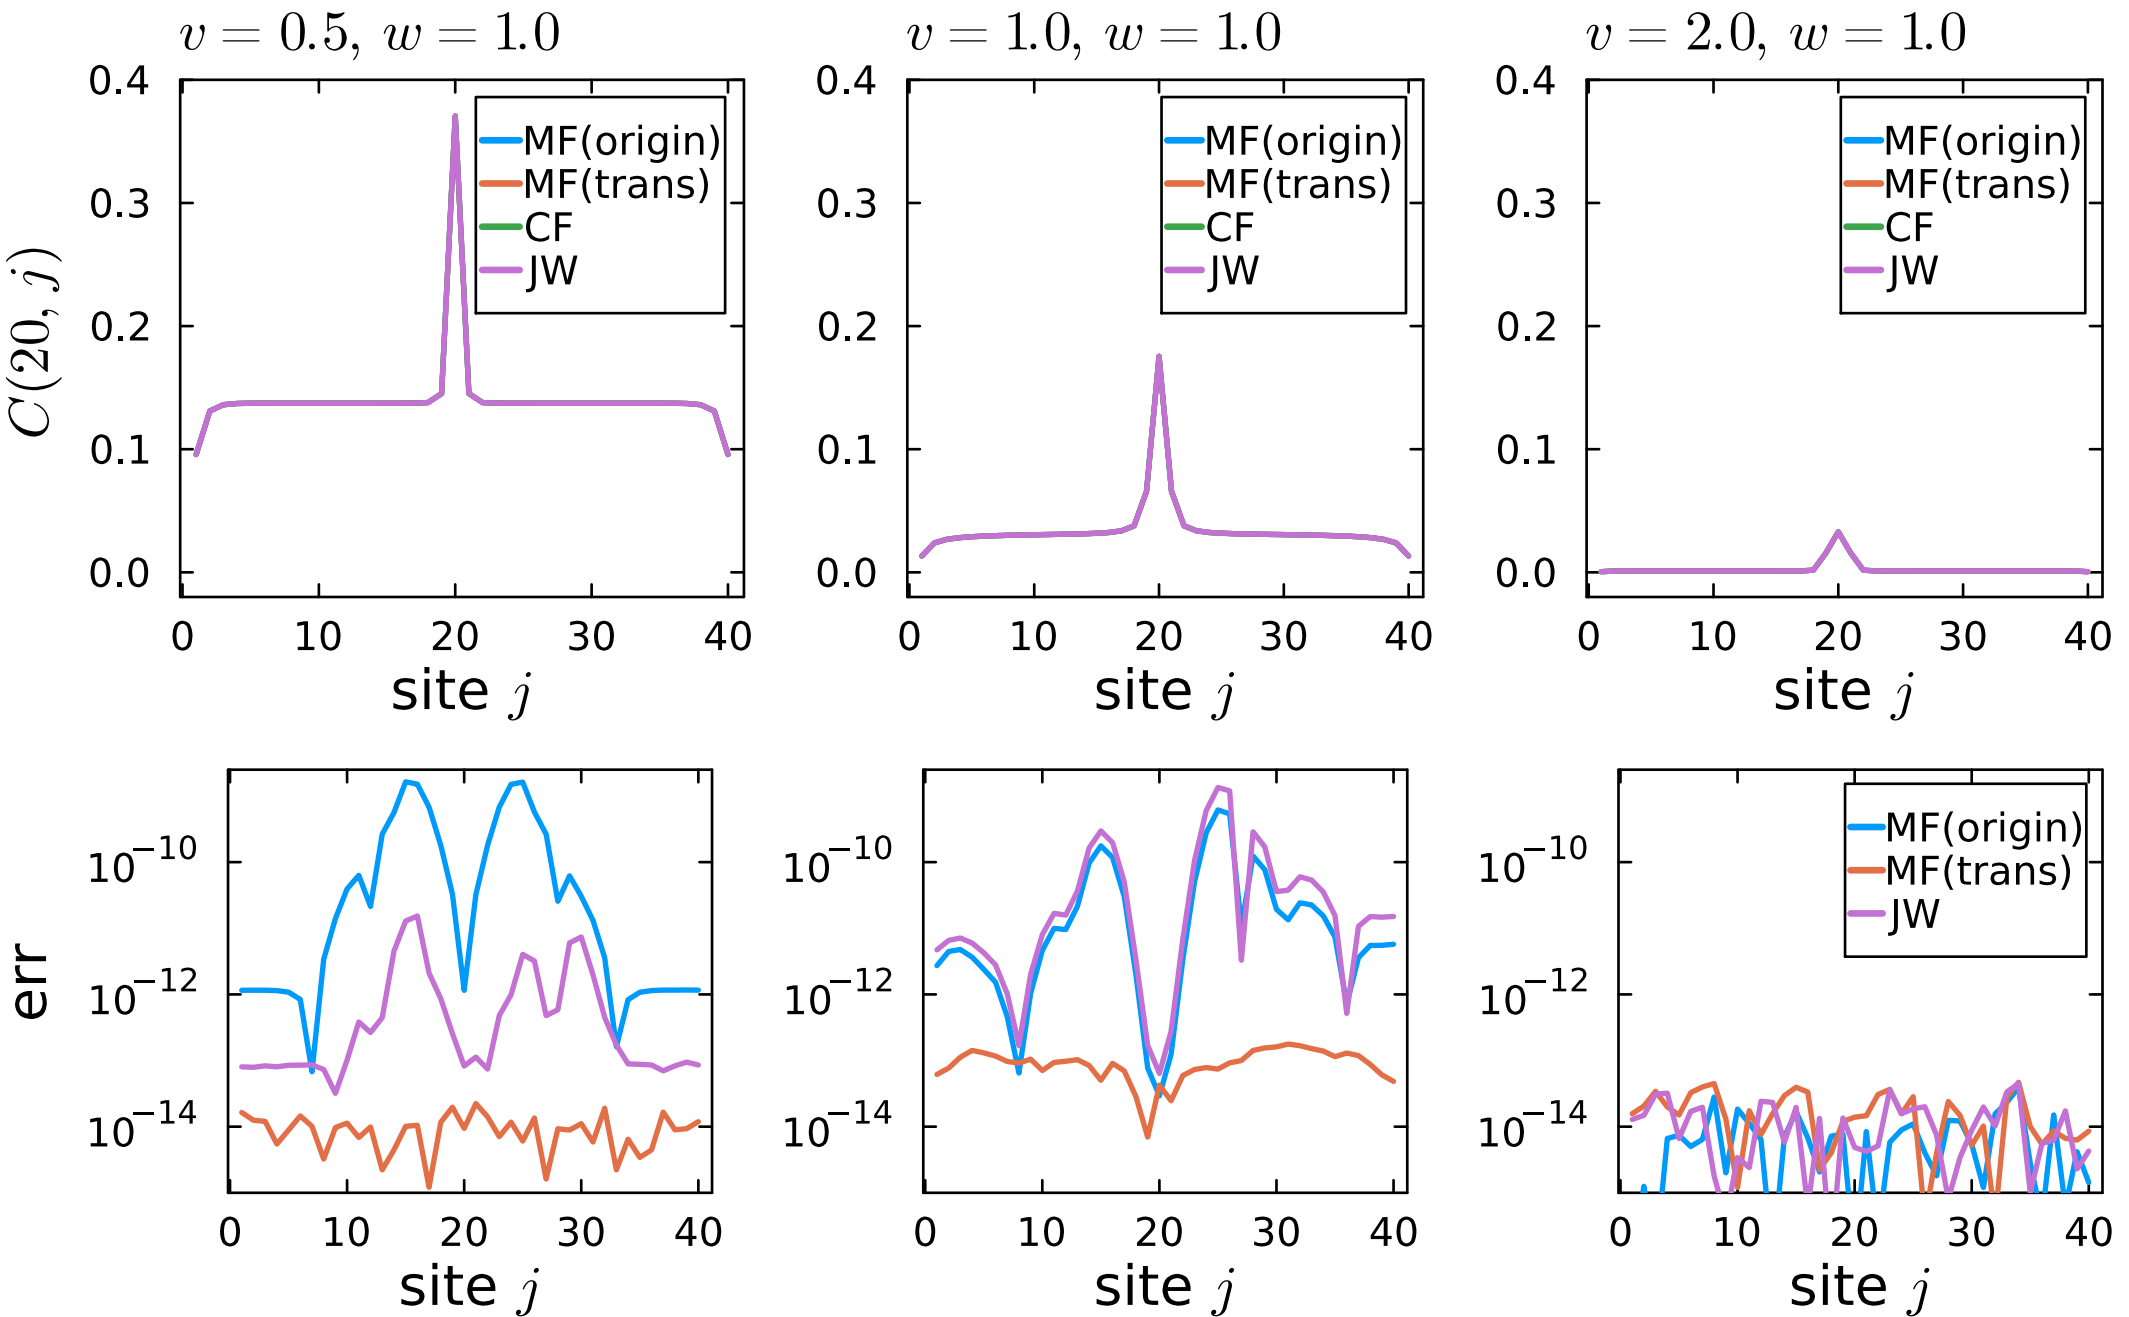 v = 0.5, w = 1.0
v = 1.0, w = 1.0
v = 2.0, w = 1.0
C(20, j)
0.4
0.3
0.2
0.1
0.0
MF(origin)
MF(trans)
CF
JW
0 10 20 30 40
site j
0.4
0.3
0.2
0.1
0.0
MF(origin)
MF(trans)
CF
JW
0 10 20 30 40
site j
0.4
0.3
0.2
0.1
0.0
MF(origin)
MF(trans)
CF
JW
0 10 20 30 40
site j
err
10⁻¹⁰
10⁻¹²
10⁻¹⁴
0 10 20 30 40
site j
10⁻¹⁰
10⁻¹²
10⁻¹⁴
0 10 20 30 40
site j
10⁻¹⁰
10⁻¹²
10⁻¹⁴
MF(origin)
MF(trans)
JW
0 10 20 30 40
site j